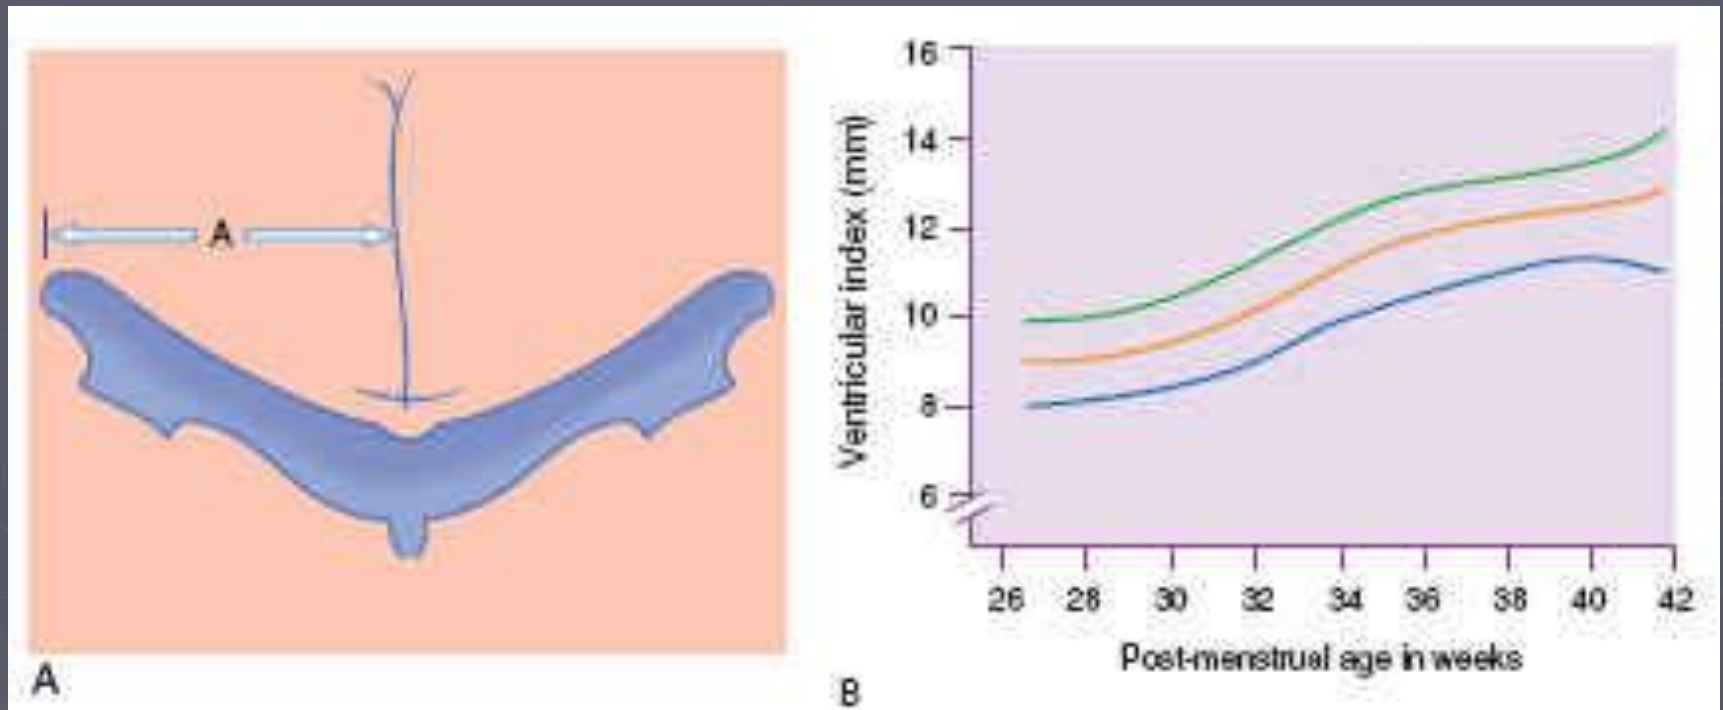 A
A
16
14
12
10
8
6
Ventricular index (mm)
26 28 30 32 34 36 38 40 42
Post-menstrual age in weeks
B